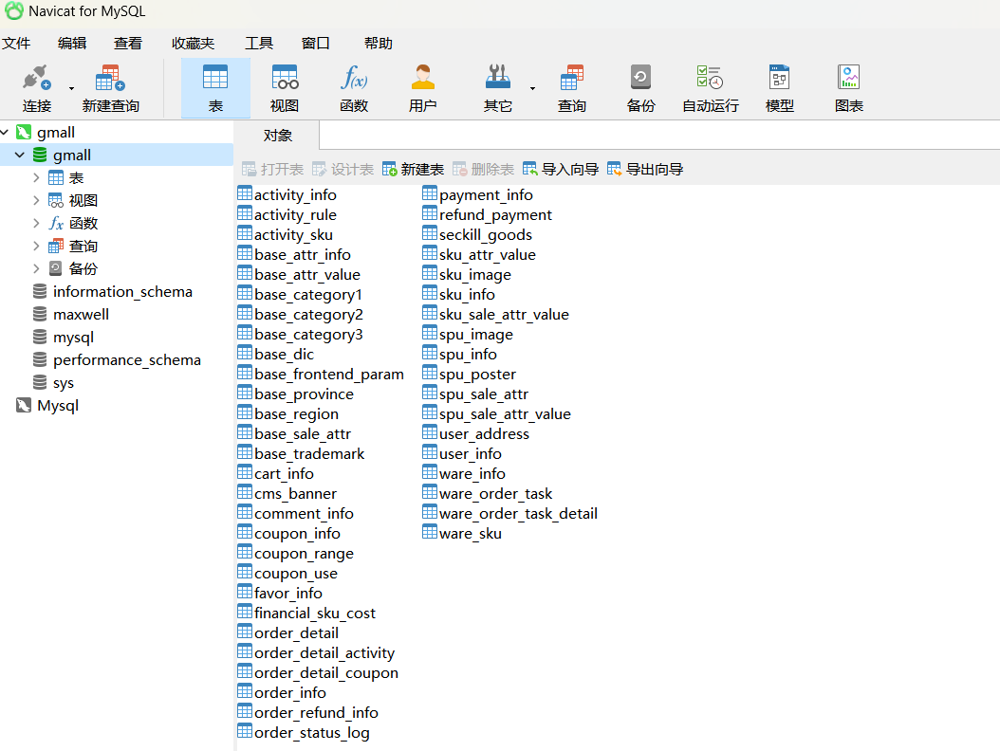 Navicat for MySQL
文件 编辑 查看 收藏夹 工具 窗口 帮助
连接 新建查询 表 视图 函数 用户 其它 查询 备份 自动运行 模型 图表
gmall
gmall
表
视图
函数
查询
备份
information_schema
maxwell
mysql
performance_schema
sys
Mysql
对象
打开表 设计表 新建表 删除表 导入向导 导出向导
activity_info
activity_rule
activity_sku
base_attr_info
base_attr_value
base_category1
base_category2
base_category3
base_dic
base_frontend_param
base_province
base_region
base_sale_attr
base_trademark
cart_info
cms_banner
comment_info
coupon_info
coupon_range
coupon_use
favor_info
financial_sku_cost
order_detail
order_detail_activity
order_detail_coupon
order_info
order_refund_info
order_status_log
payment_info
refund_payment
seckill_goods
sku_attr_value
sku_image
sku_info
sku_sale_attr_value
spu_image
spu_info
spu_poster
spu_sale_attr
spu_sale_attr_value
user_address
user_info
ware_info
ware_order_task
ware_order_task_detail
ware_sku